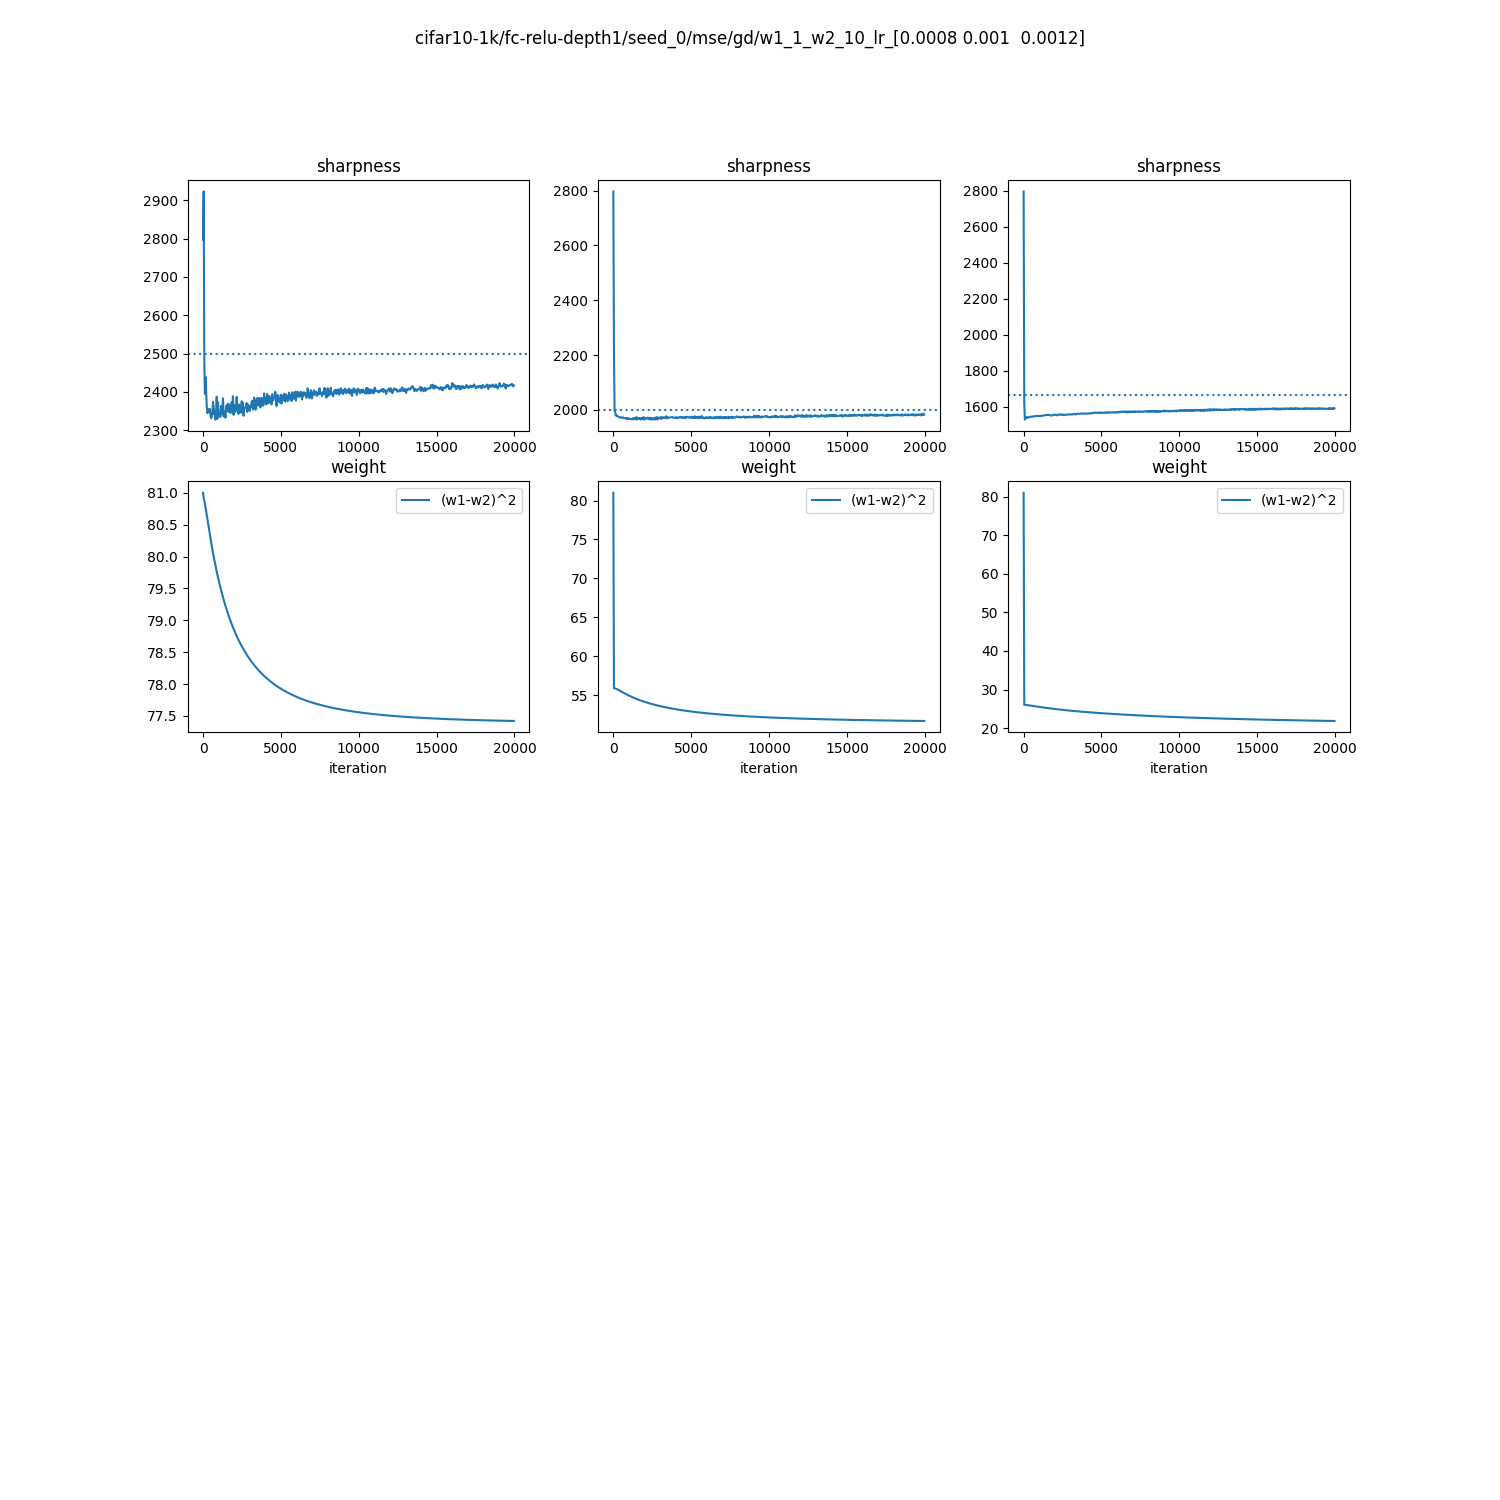 cifar10-1k/fc-relu-depth1/seed_0/mse/gd/w1_1_w2_10_lr_[0.0008 0.001  0.0012]
sharpness
2900
2800
2700
2600
2500
2400
2300
0 5000 10000 15000 20000
sharpness
2800
2600
2400
2200
2000
0 5000 10000 15000 20000
sharpness
2800
2600
2400
2200
2000
1800
1600
0 5000 10000 15000 20000
weight
(w1-w2)^2
81.0
80.5
80.0
79.5
79.0
78.5
78.0
77.5
0 5000 10000 15000 20000
iteration
weight
(w1-w2)^2
80
75
70
65
60
55
0 5000 10000 15000 20000
iteration
weight
(w1-w2)^2
80
70
60
50
40
30
20
0 5000 10000 15000 20000
iteration